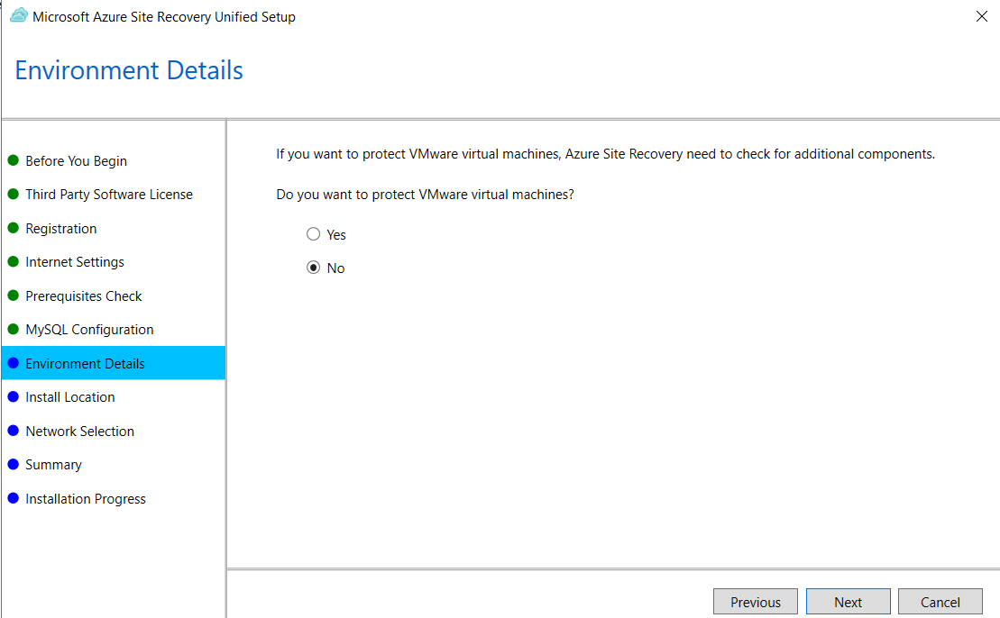 Microsoft Azure Site Recovery Unified Setup
Environment Details
Before You Begin
Third Party Software License
Registration
Internet Settings
Prerequisites Check
MySQL Configuration
Environment Details
Install Location
Network Selection
Summary
Installation Progress
If you want to protect VMware virtual machines, Azure Site Recovery need to check for additional components.
Do you want to protect VMware virtual machines?
Yes
No
Previous Next Cancel